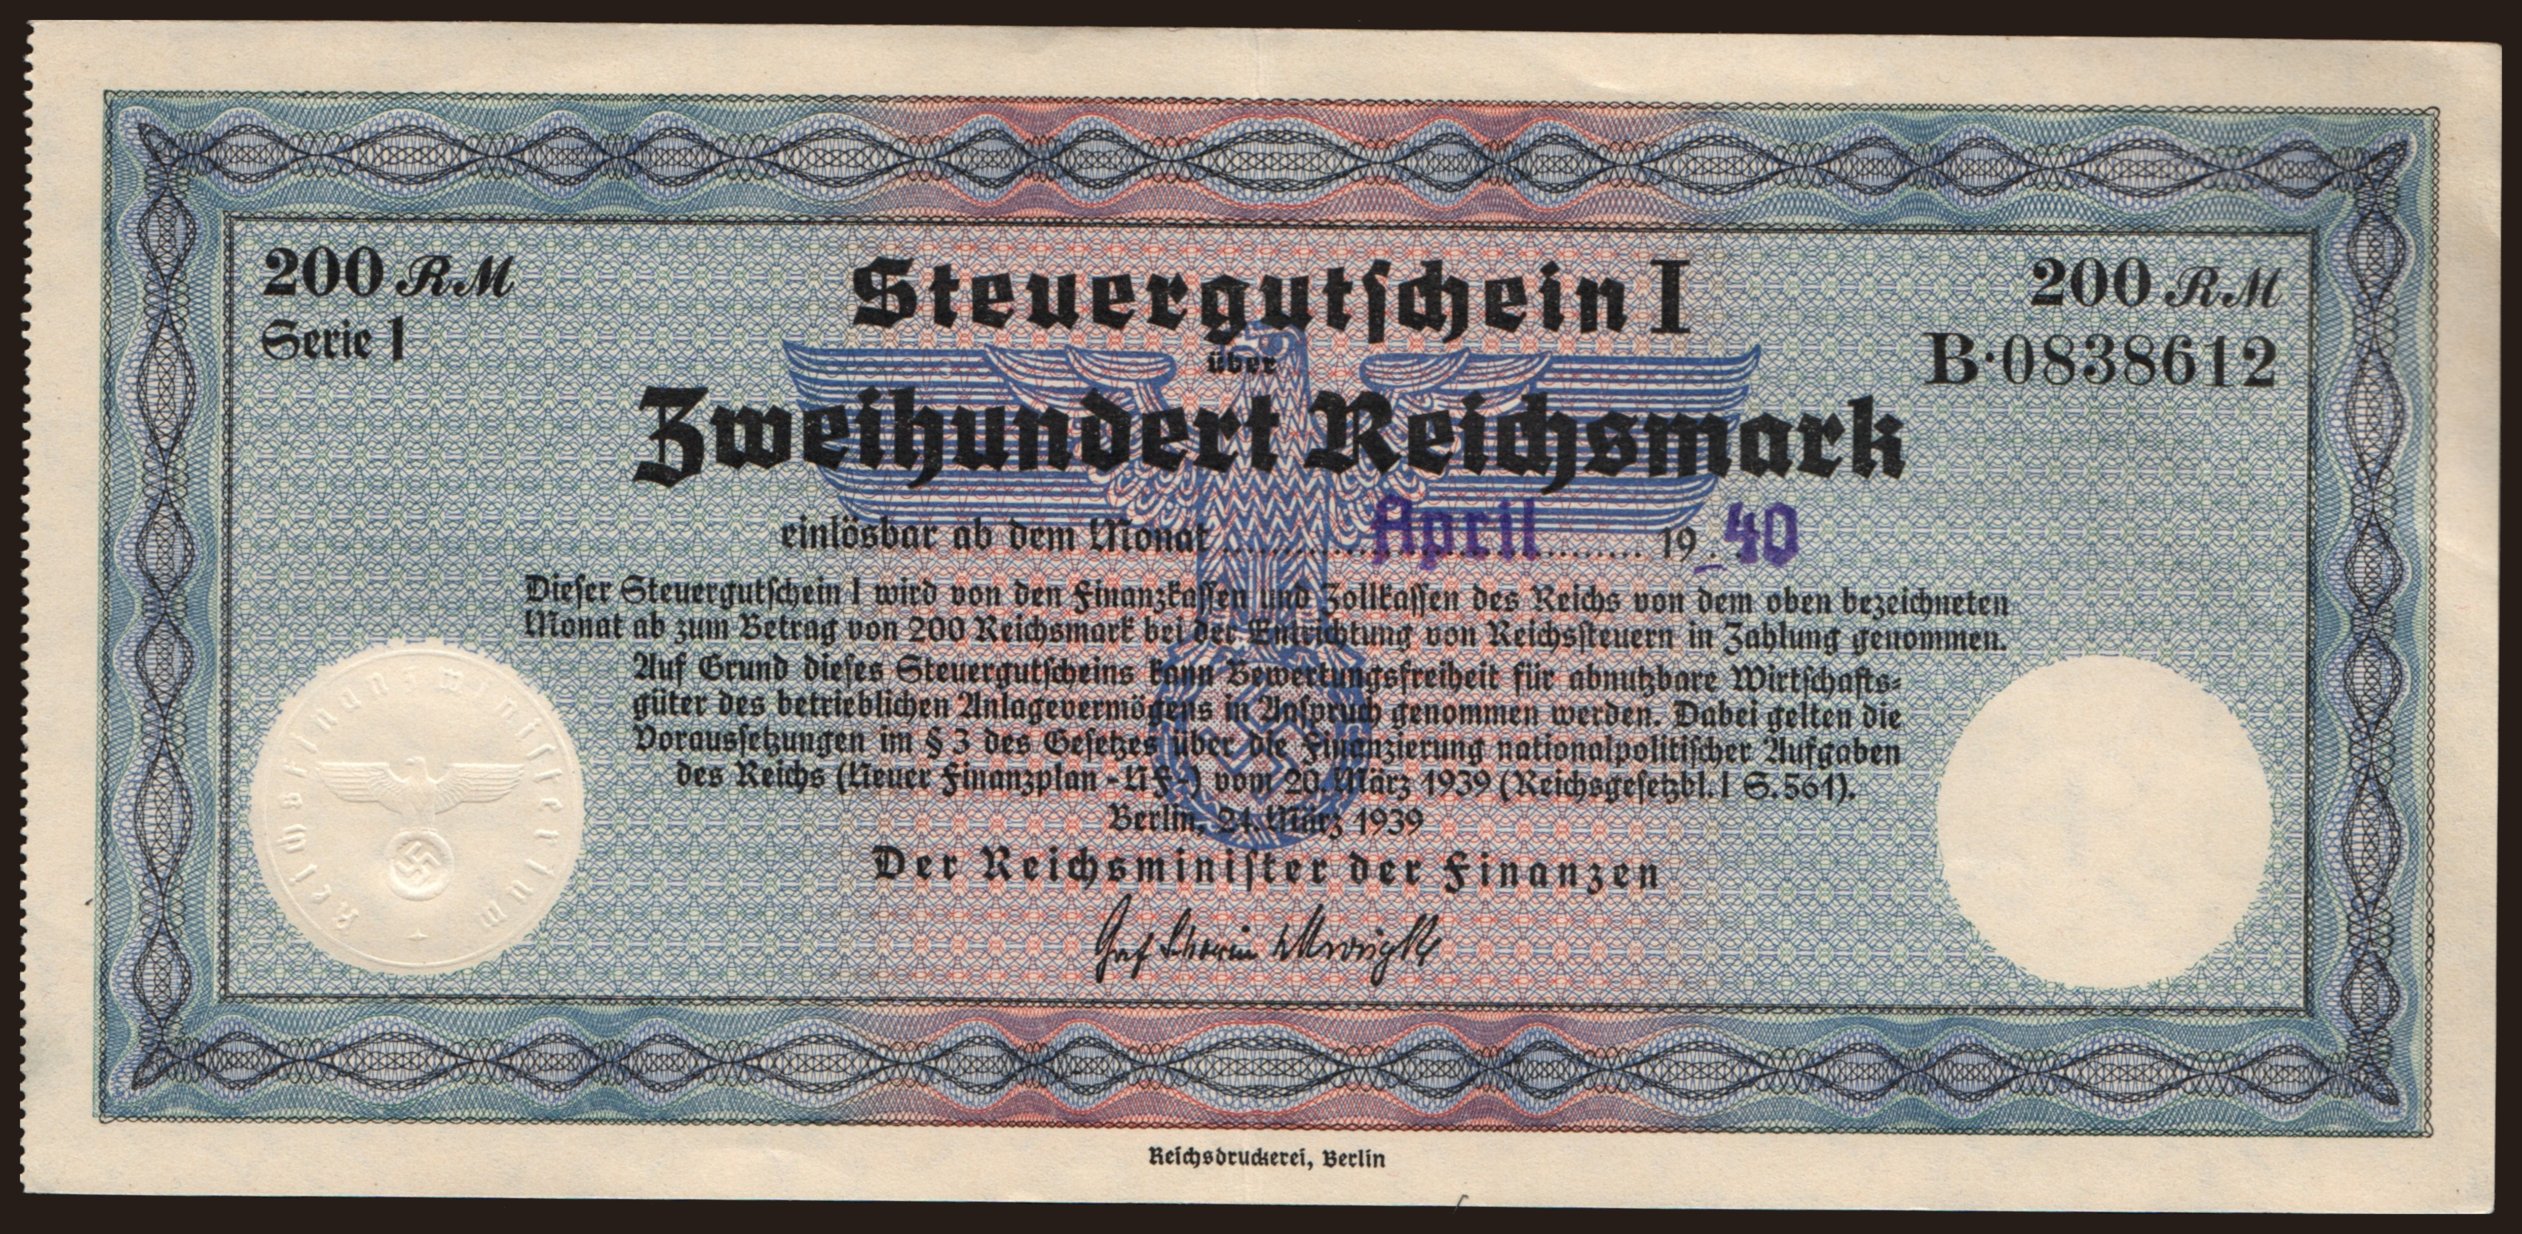 200 RM
Serie I
Steuergutschein I
200 RM
B·0838612
über
Zweihundert Reichsmark
einlösbar ab dem Monat ........ April ........ 19 . 40
Dieser Steuergutschein I wird von den Finanzkassen und Zollkassen des Reichs von dem oben bezeichneten
Monat ab zum Betrag von 200 Reichsmark bei der Entrichtung von Reichssteuern in Zahlung genommen.
Auf Grund dieses Steuergutscheins kann Bewertungsfreiheit für abnutzbare Wirtschafts=
güter des betrieblichen Anlagevermögens in Anspruch genommen werden. Dabei gelten die
Voraussetzungen im § 3 des Gesetzes über die Finanzierung nationalpolitischer Aufgaben
des Reichs (Neuer Finanzplan - NF -) vom 20. März 1939 (Reichsgesetzbl. I S. 561).
Berlin, 24. März 1939
Der Reichsminister der Finanzen
Graf Schwerin Krosigk
Reichsfinanzministerium
Reichsdruckerei, Berlin